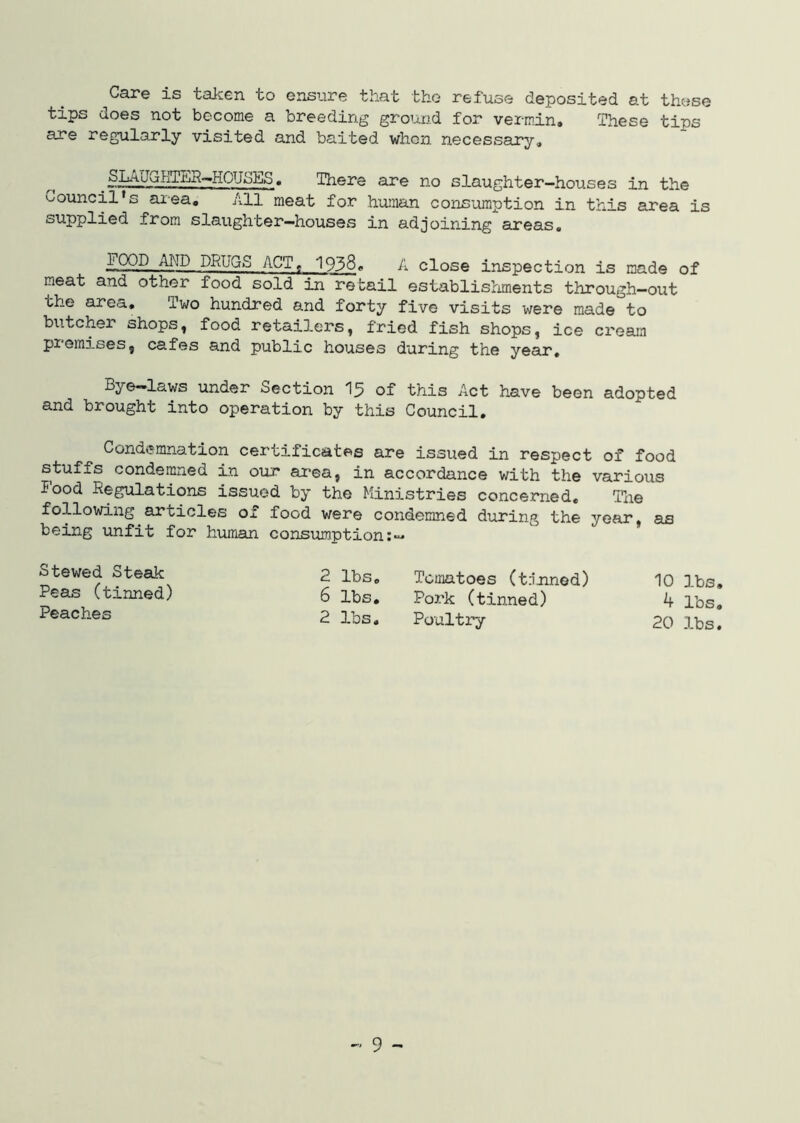 Care is taken to ensure that the refuse deposited at these
tips does not become a breeding ground for vermin. These tips
are regularly visited and baited when necessary.
SLAUGHTER-HOUSES. There are no slaughter-houses in the
Council's area. All meat for human consumption in this area is
supplied from slaughter-houses in adjoining areas.
FOOD AND DRUGS ACT, 1938. A close inspection is made of
meat and other food sold in retail establishments through-out
the area. Two hundred and forty five visits were made to
butcher shops, food retailers, fried fish shops, ice cream
premises, cafes and public houses during the year.
Bye-laws under Section 15 of this Act have been adopted
and brought into operation by this Council.
Condemnation certificates are issued in respect of food
stuffs condemned in our area, in accordance with the various
Food Regulations issued by the Ministries concerned. The
following articles of food were condemned during the year, as
being unfit for human consumption:-
Stewed Steak 2 lbs. Tomatoes (tinned) 10 lbs.
Peas (tinned) 6 lbs. Pork (tinned) 4 lbs.
Peaches 2 lbs. Poultry 20 lbs.
- 9 -